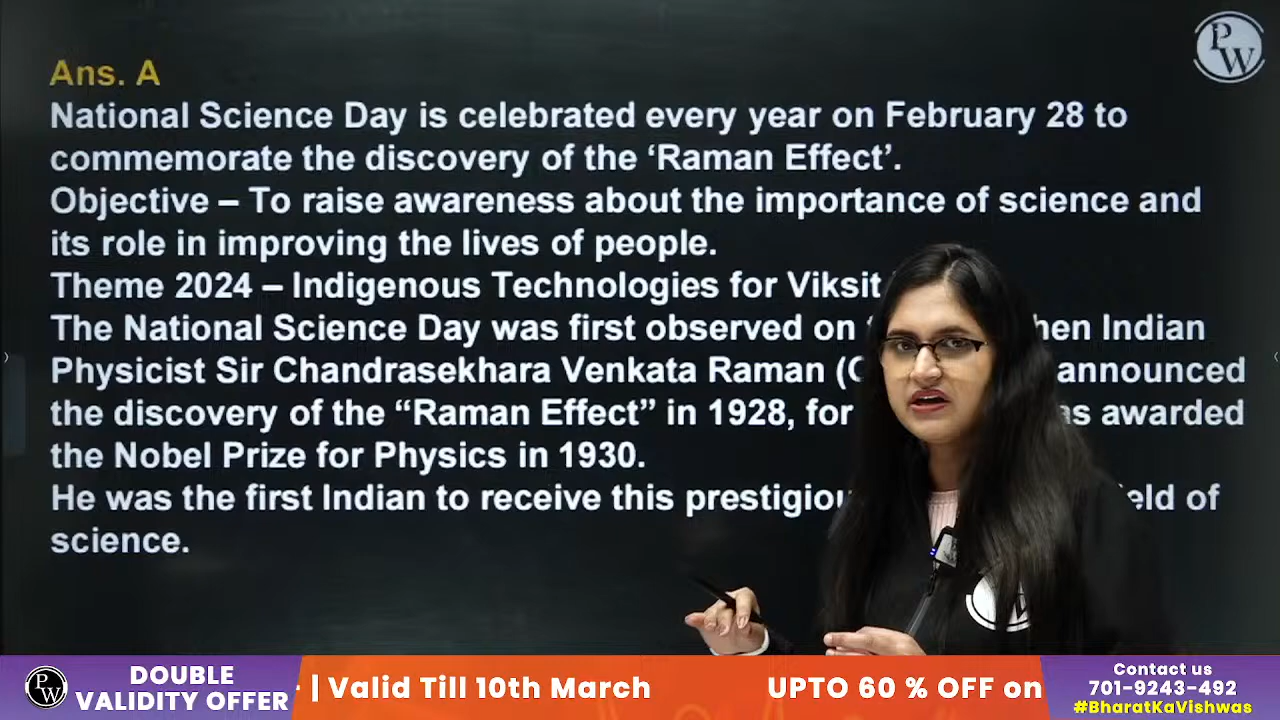 PW
Ans. A
National Science Day is celebrated every year on February 28 to
commemorate the discovery of the ‘Raman Effect’.
Objective – To raise awareness about the importance of science and
its role in improving the lives of people.
Theme 2024 – Indigenous Technologies for Viksit
The National Science Day was first observed on Indian
Physicist Sir Chandrasekhara Venkata Raman announced
the discovery of the “Raman Effect” in 1928, for awarded
the Nobel Prize for Physics in 1930.
He was the first Indian to receive this of
science.
PW
PW
DOUBLE
VALIDITY OFFER
| Valid Till 10th March
UPTO 60 % OFF on
Contact us
701-9243-492
#BharatKaVishwas